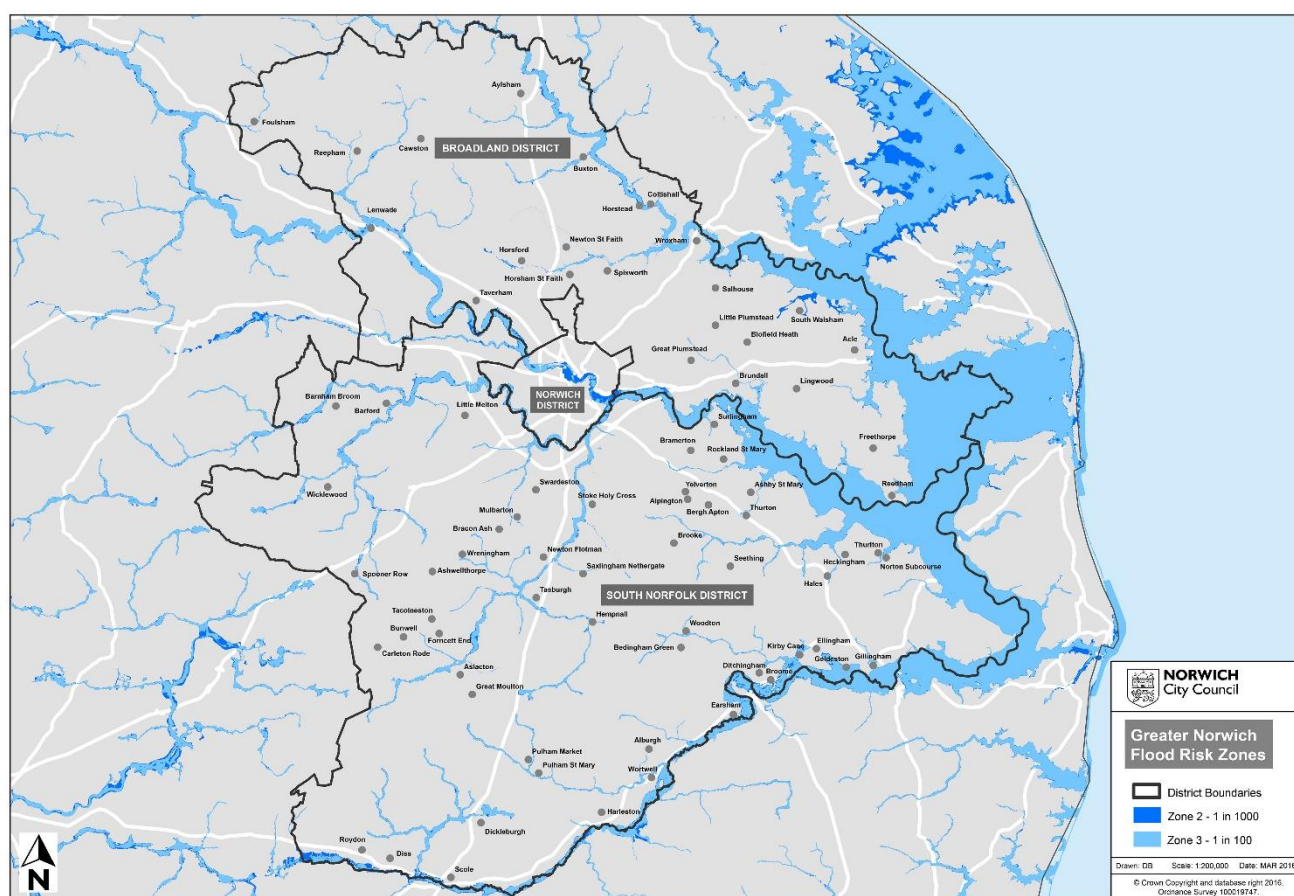 Aylsham
Foulsham
Cawston
Reepham
BROADLAND DISTRICT
Buxton
Coltishall
Horstead
Lenwade
Wroxham
Newton St Faith
Horsford
Horsham St Faith
Spixworth
Salhouse
Taverham
South Walsham
Little Plumstead
Blofield Heath
Acle
Great Plumstead
Brundall
Lingwood
NORWICH
DISTRICT
Barnham Broom
Barford
Little Melton
Surlingham
Bramerton
Freethorpe
Rockland St Mary
Wicklewood
Swardeston
Yelverton
Ashby St Mary
Reedham
Stoke Holy Cross
Alpington
Bergh Apton
Thurton
Mulbarton
Bracon Ash
Brooke
Wreningham
Newton Flotman
Thurlton
Heckingham
Norton Subcourse
Seething
Spooner Row
Ashwellthorpe
Saxlingham Nethergate
Hales
Tasburgh
SOUTH NORFOLK DISTRICT
Tacolneston
Hempnall
Bunwell
Forncett End
Woodton
Carleton Rode
Bedingham Green
Kirby Cane
Ellingham
Geldeston
Gillingham
Aslacton
Ditchingham
Broome
Great Moulton
Earsham
Alburgh
Pulham Market
Pulham St Mary
Wortwell
Harleston
Dickleburgh
Roydon
Diss
Scole
N
NORWICH
City Council
Greater Norwich
Flood Risk Zones
District Boundaries
Zone 2 - 1 in 1000
Zone 3 - 1 in 100
Drawn: DB Scale: 1:200,000 Date: MAR 2016
© Crown Copyright and database right 2016.
Ordnance Survey 100019747.